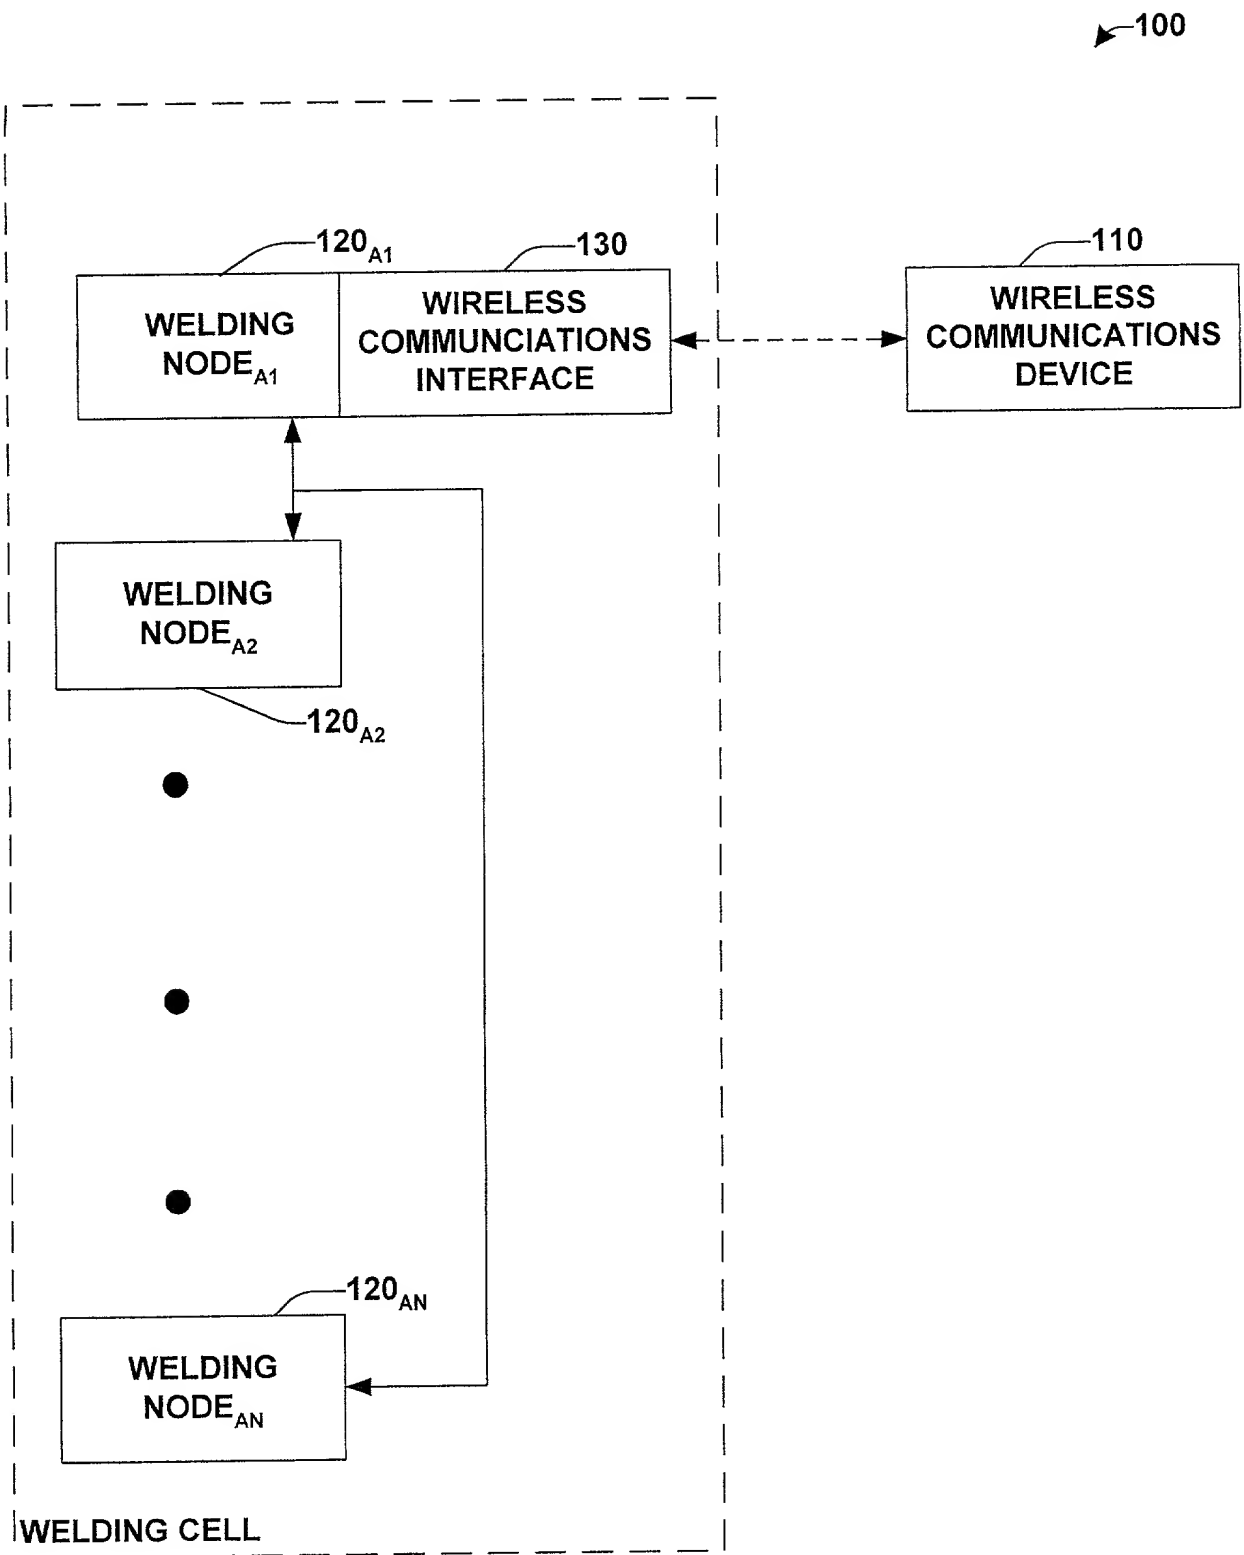 100
120A1
130
110
WELDING
NODEA1
WIRELESS
COMMUNCIATIONS
INTERFACE
WIRELESS
COMMUNICATIONS
DEVICE
WELDING
NODEA2
120A2
120AN
WELDING
NODEAN
WELDING CELL